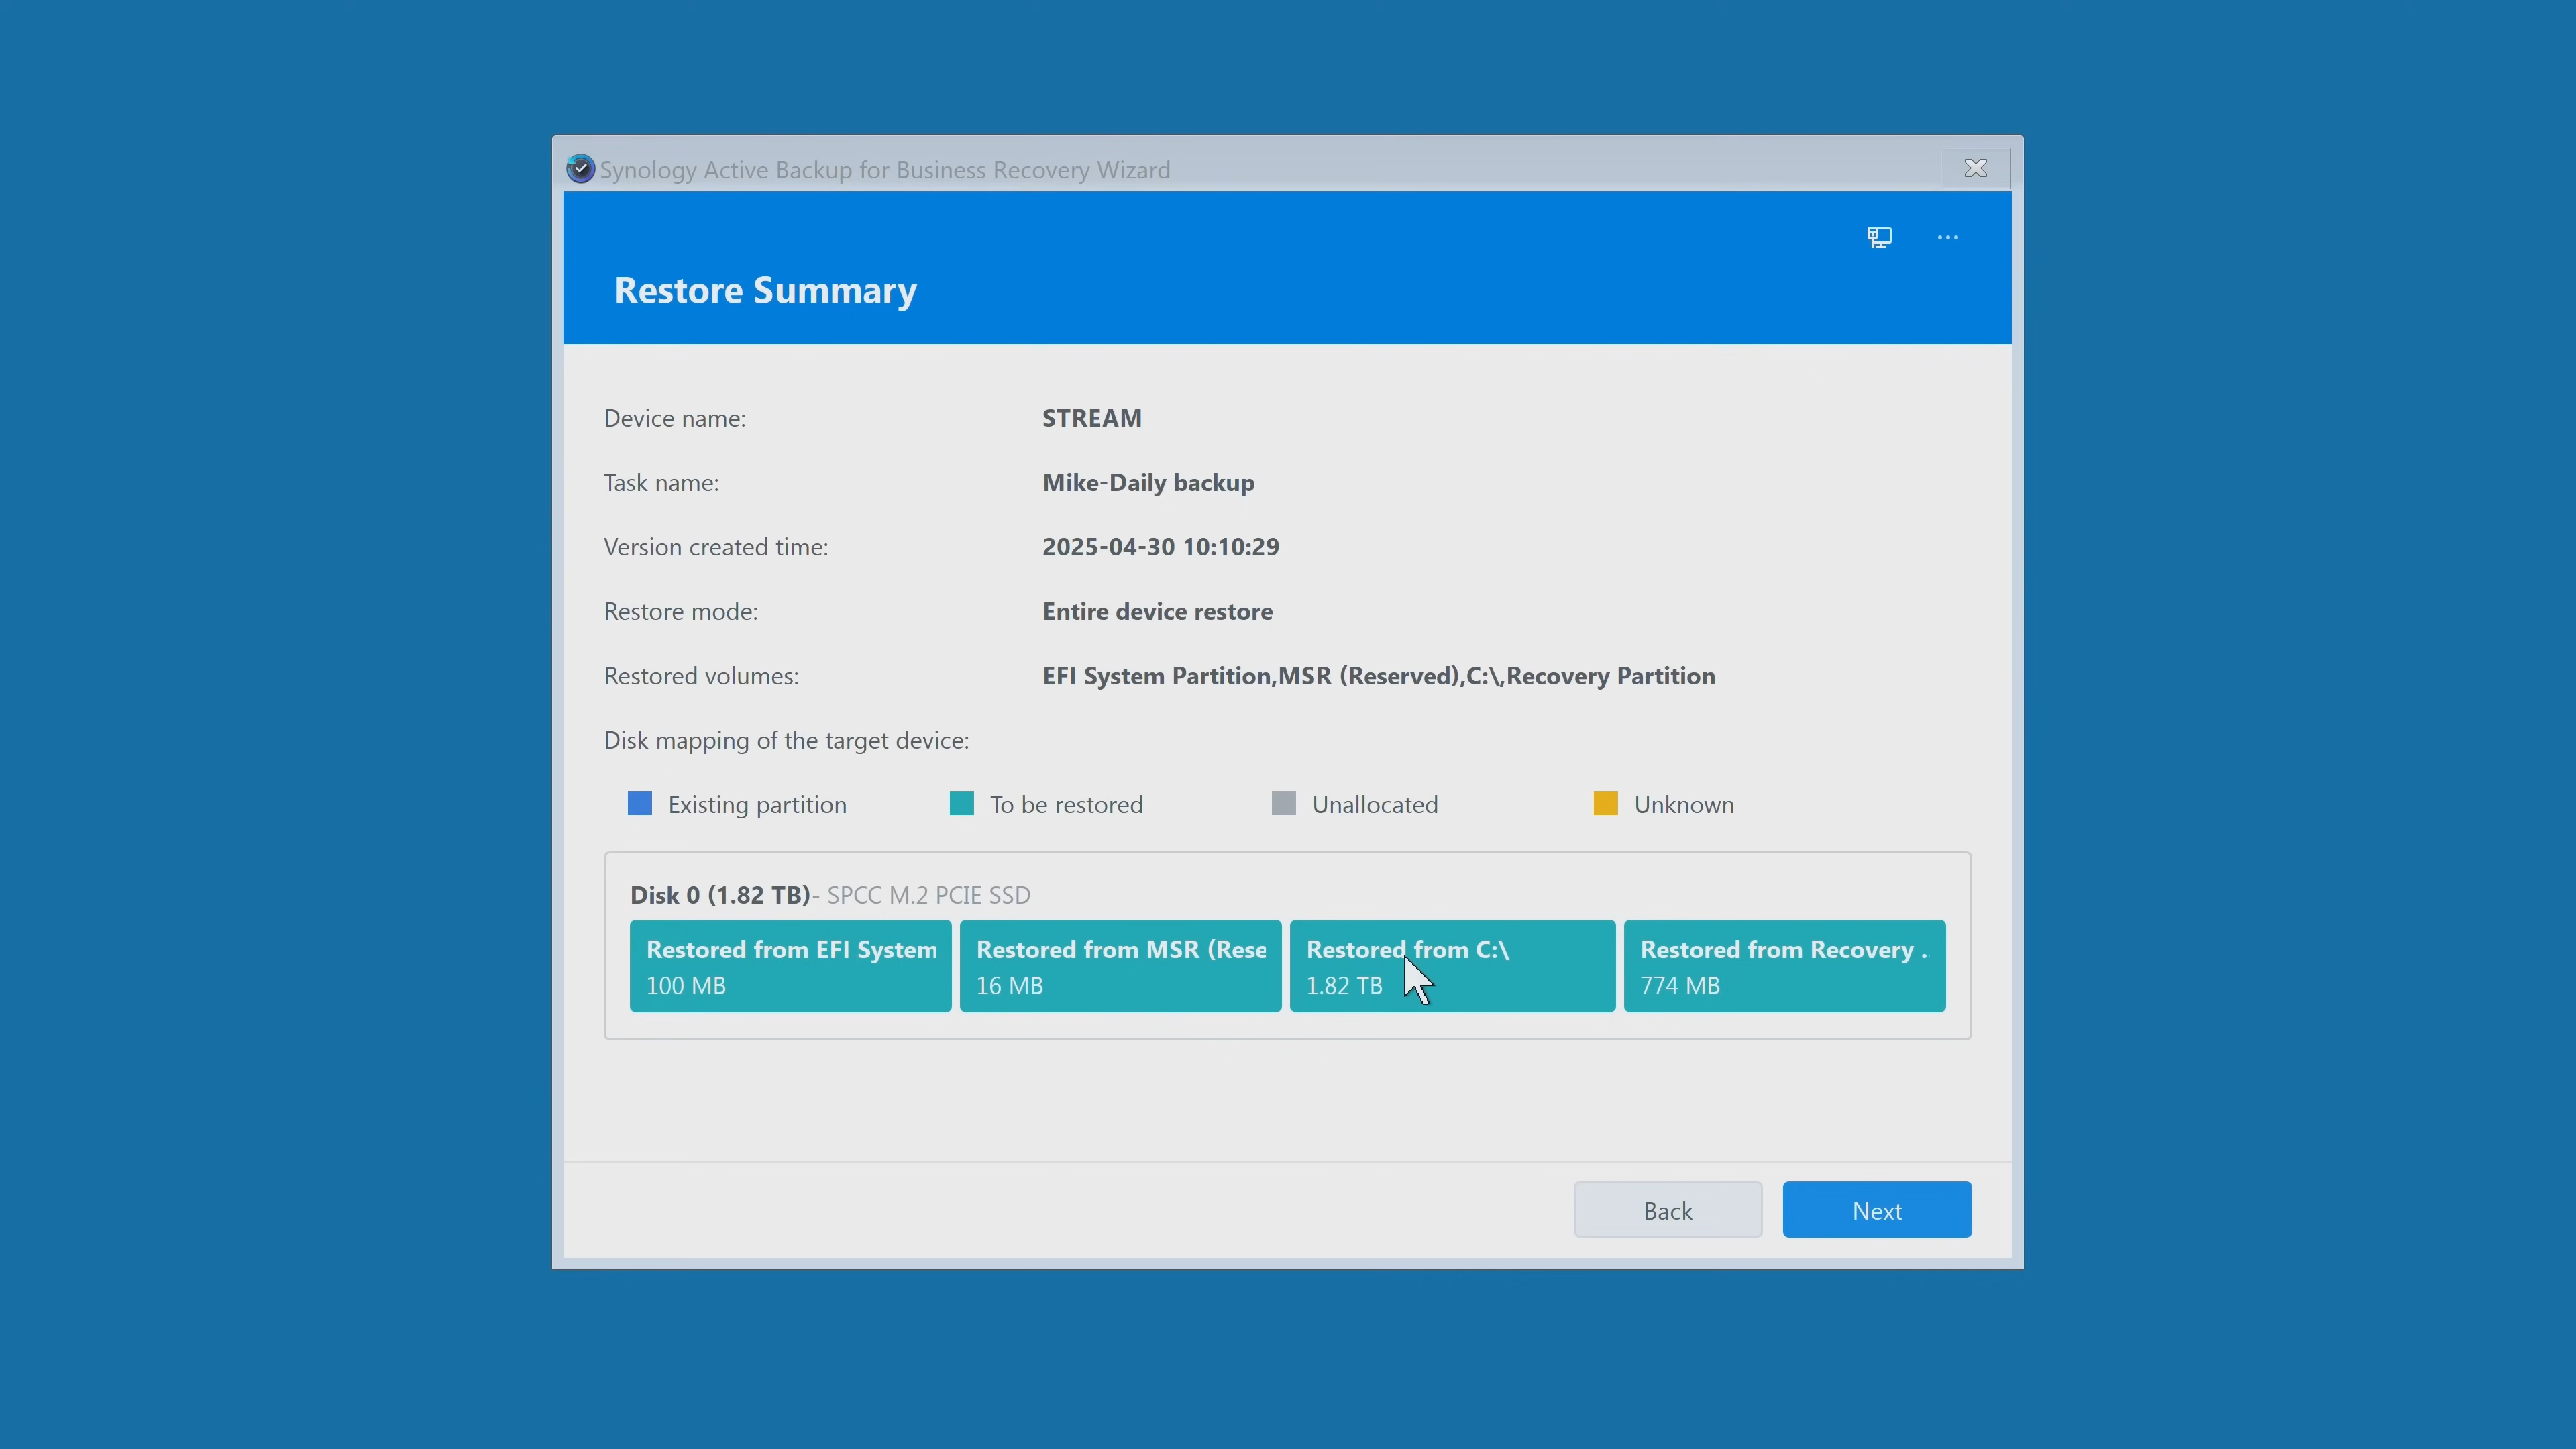 Synology Active Backup for Business Recovery Wizard
Restore Summary
Device name: STREAM
Task name: Mike-Daily backup
Version created time: 2025-04-30 10:10:29
Restore mode: Entire device restore
Restored volumes: EFI System Partition,MSR (Reserved),C:\,Recovery Partition
Disk mapping of the target device:
Existing partition To be restored Unallocated Unknown
Disk 0 (1.82 TB)- SPCC M.2 PCIE SSD
Restored from EFI System Restored from MSR (Rese Restored from C:\ Restored from Recovery .
100 MB 16 MB 1.82 TB 774 MB
Back Next